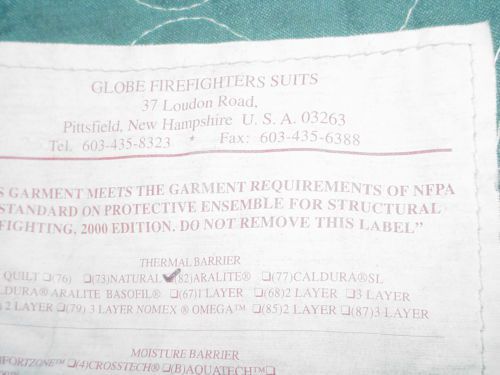 GLOBE FIREFIGHTERS SUITS
37 Loudon Road,
Pittsfield, New Hampshire U. S. A. 03263
Tel. 603-435-8323 * Fax: 603-435-6388
S GARMENT MEETS THE GARMENT REQUIREMENTS OF NFPA
STANDARD ON PROTECTIVE ENSEMBLE FOR STRUCTURAL
FIGHTING, 2000 EDITION. DO NOT REMOVE THIS LABEL"
THERMAL BARRIER
QUILT ❑(76) ❑(73)NATURAL ✔(82)ARALITE® ❑(77)CALDURA®SL
LDURA® ARALITE BASOFIL® ❑(67)1 LAYER ❑(68)2 LAYER ❑3 LAYER
) 2 LAYER ❑(79) 3 LAYER NOMEX ® OMEGA™ ❑(85)2 LAYER ❑(87)3 LAYER
MOISTURE BARRIER
MFORTZONE™ ❑(4)CROSSTECH® ❑(B)AQUATECH™❑